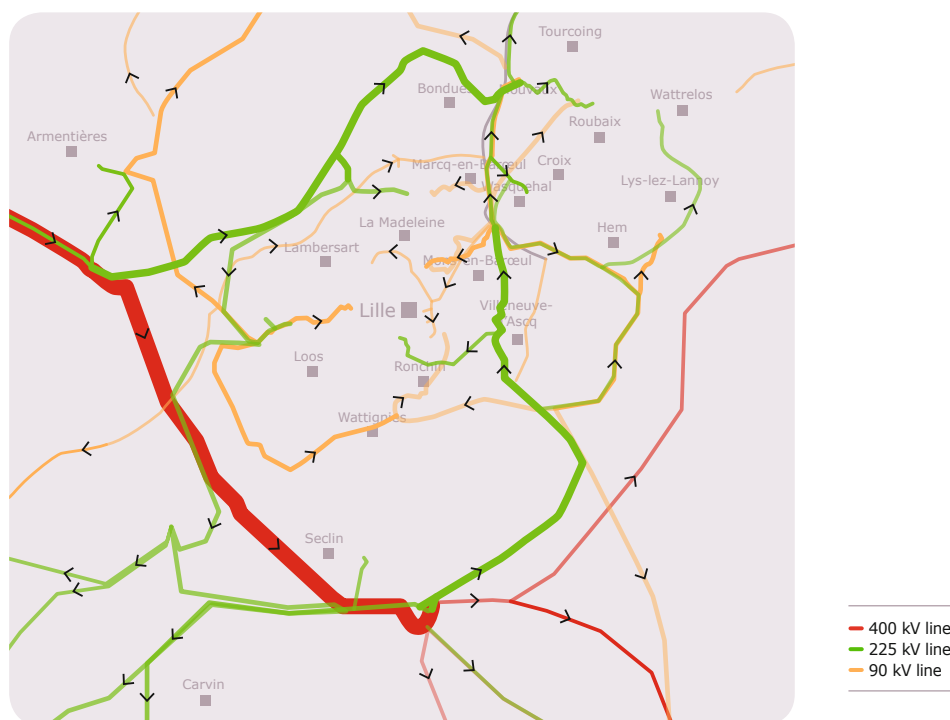 Tourcoing
Bondues
Mouvaux
Wattrelos
Roubaix
Armentières
Marcq-en-Barœul
Croix
Wasquehal
Lys-lez-Lannoy
La Madeleine
Hem
Lambersart
Mons-en-Barœul
Lille
Villeneuve-
d'Ascq
Loos
Ronchin
Wattignies
Seclin
Carvin
400 kV line
225 kV line
90 kV line